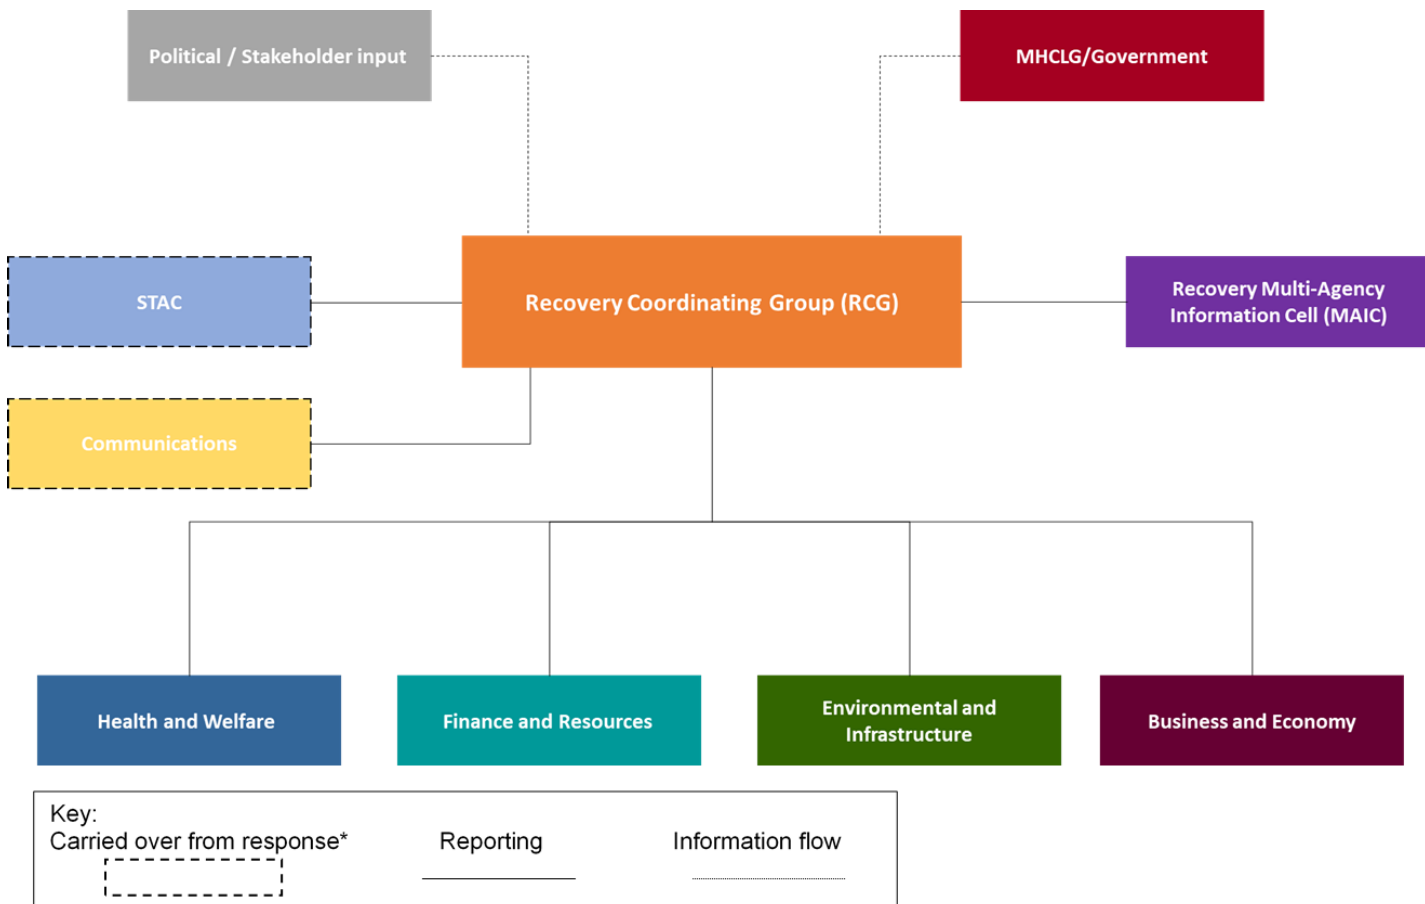 Political / Stakeholder input
MHCLG/Government
STAC
Recovery Coordinating Group (RCG)
Recovery Multi-Agency
Information Cell (MAIC)
Communications
Health and Welfare
Finance and Resources
Environmental and
Infrastructure
Business and Economy
Key:
Carried over from response*
Reporting
Information flow